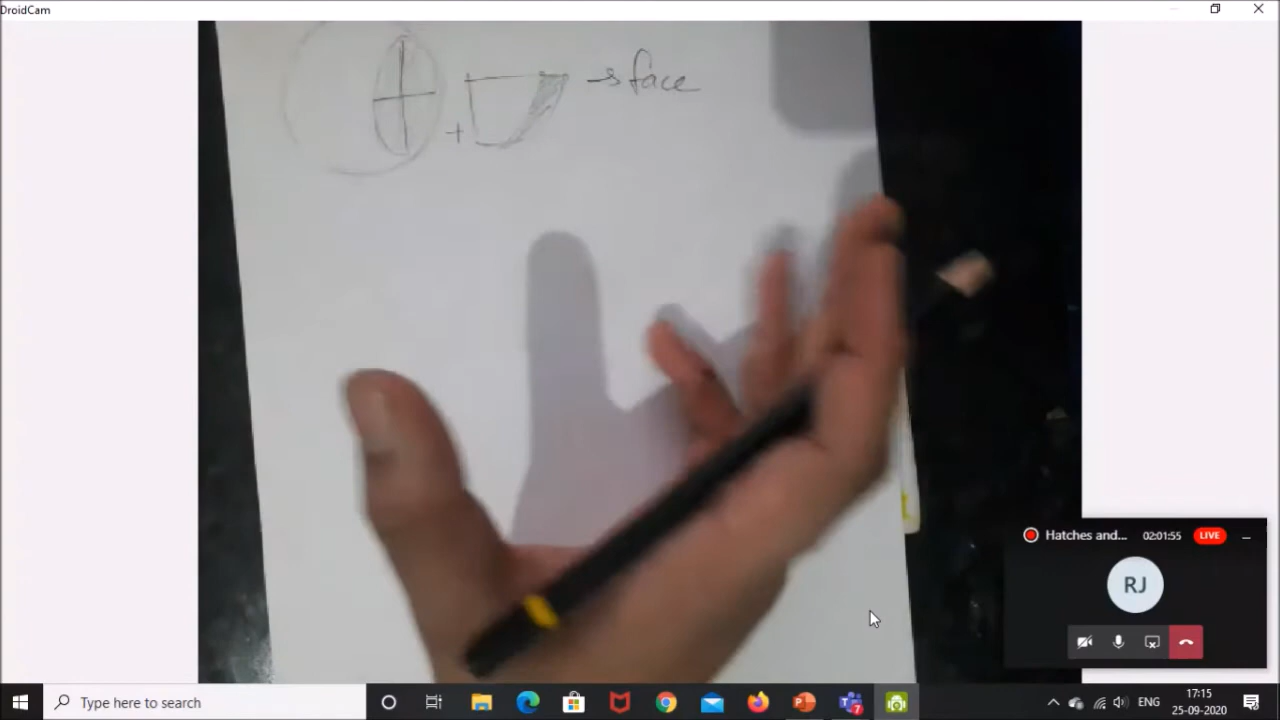 DroidCam
+ → face
Hatches and... 02:01:55 LIVE
RJ
Type here to search
7
ENG
17:15
25-09-2020